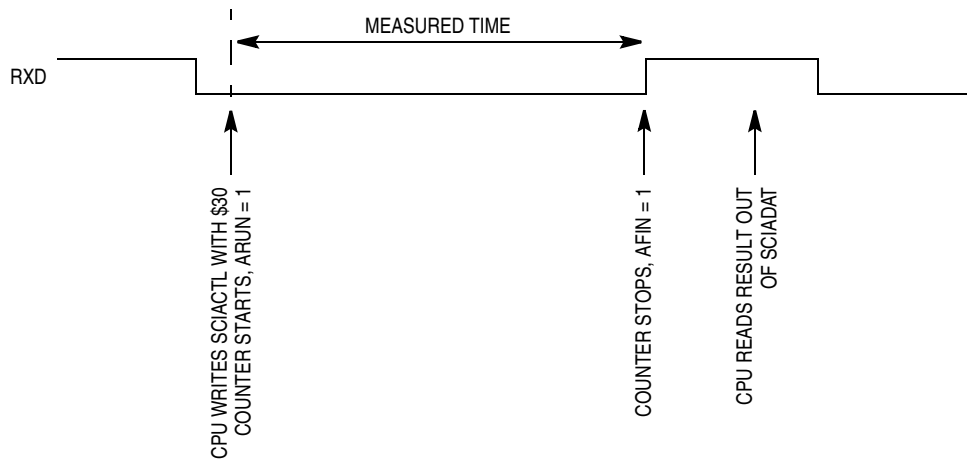 MEASURED TIME
RXD
CPU WRITES SCIACTL WITH $30
COUNTER STARTS, ARUN = 1
COUNTER STOPS, AFIN = 1
CPU READS RESULT OUT
OF SCIADAT